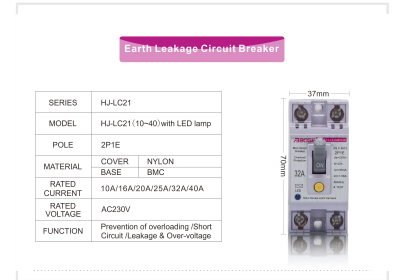 Earth Leakage Circuit Breaker
SERIES HJ-LC21
MODEL HJ-LC21(10~40)with LED lamp
POLE 2P1E
MATERIAL COVER NYLON
BASE BMC
RATED CURRENT 10A/16A/20A/25A/32A/40A
RATED VOLTAGE AC230V
FUNCTION Prevention of overloading /Short
Circuit /Leakage & Over-voltage
37mm
70mm
2P1E
ON
32A